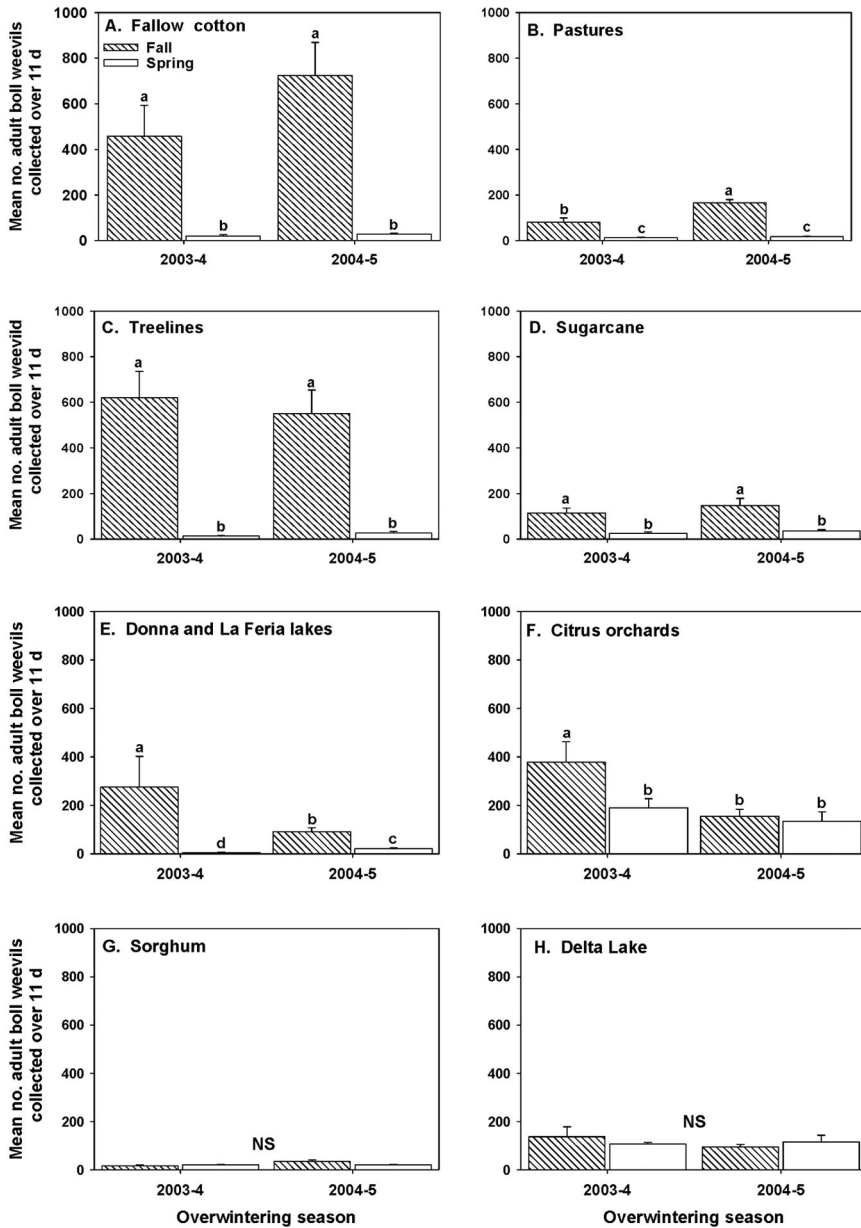 Mean no. adult boll weevils
collected over 11 d
1000
800
600
400
200
0
A. Fallow cotton
Fall
Spring
a
b
a
b
2003-4
2004-5
1000
800
600
400
200
0
B. Pastures
b
c
a
c
2003-4
2004-5
Mean no. adult boll weevild
collected over 11 d
1000
800
600
400
200
0
C. Treelines
a
b
a
b
2003-4
2004-5
1000
800
600
400
200
0
D. Sugarcane
a
b
a
b
2003-4
2004-5
Mean no. adult boll weevils
collected over 11 d
1000
800
600
400
200
0
E. Donna and La Feria lakes
a
d
b
c
2003-4
2004-5
1000
800
600
400
200
0
F. Citrus orchards
a
b
b
b
2003-4
2004-5
Mean no. adult boll weevils
collected over 11 d
1000
800
600
400
200
0
G. Sorghum
NS
2003-4
2004-5
Overwintering season
1000
800
600
400
200
0
H. Delta Lake
NS
2003-4
2004-5
Overwintering season